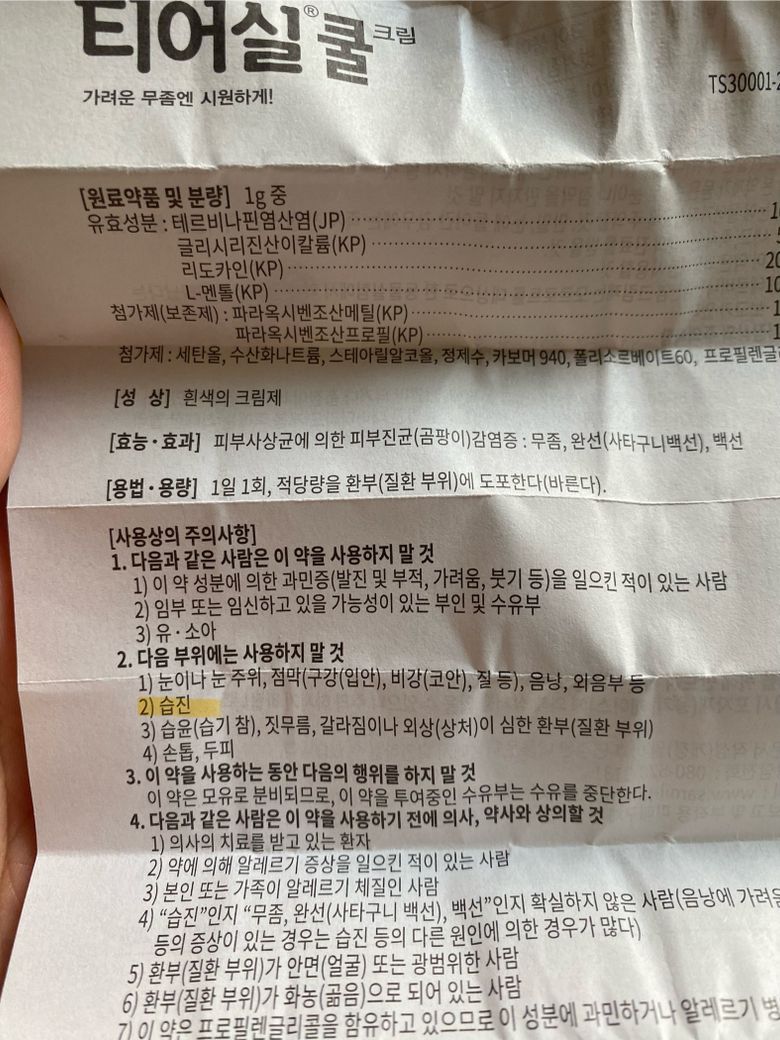 티어실® 쿨크림
가려운 무좀엔 시원하게!
TS30001-2
[원료약품 및 분량] 1g 중
유효성분 : 테르비나핀염산염(JP)
글리시리진산이칼륨(KP)
리도카인(KP) 20
L-멘톨(KP) 10
첨가제(보존제) : 파라옥시벤조산메틸(KP) 1
파라옥시벤조산프로필(KP) 1
첨가제 : 세탄올, 수산화나트륨, 스테아릴알코올, 정제수, 카보머 940, 폴리소르베이트60, 프로필렌글
[성 상] 흰색의 크림제
[효능·효과] 피부사상균에 의한 피부진균(곰팡이)감염증 : 무좀, 완선(사타구니백선), 백선
[용법·용량] 1일 1회, 적당량을 환부(질환 부위)에 도포한다(바른다).
[사용상의 주의사항]
1. 다음과 같은 사람은 이 약을 사용하지 말 것
1) 이 약 성분에 의한 과민증(발진 및 부적, 가려움, 붓기 등)을 일으킨 적이 있는 사람
2) 임부 또는 임신하고 있을 가능성이 있는 부인 및 수유부
3) 유·소아
2. 다음 부위에는 사용하지 말 것
1) 눈이나 눈 주위, 점막(구강(입안), 비강(코안), 질 등), 음낭, 외음부 등
2) 습진
3) 습윤(습기 참), 짓무름, 갈라짐이나 외상(상처)이 심한 환부(질환 부위)
4) 손톱, 두피
3. 이 약을 사용하는 동안 다음의 행위를 하지 말 것
이 약은 모유로 분비되므로, 이 약을 투여중인 수유부는 수유를 중단한다.
4. 다음과 같은 사람은 이 약을 사용하기 전에 의사, 약사와 상의할 것
1) 의사의 치료를 받고 있는 환자
2) 약에 의해 알레르기 증상을 일으킨 적이 있는 사람
3) 본인 또는 가족이 알레르기 체질인 사람
4) “습진”인지 “무좀, 완선(사타구니 백선), 백선”인지 확실하지 않은 사람(음낭에 가려움
등의 증상이 있는 경우는 습진 등의 다른 원인에 의한 경우가 많다)
5) 환부(질환 부위)가 안면(얼굴) 또는 광범위한 사람
6) 환부(질환 부위)가 화농(곪음)으로 되어 있는 사람
7) 이 약은 프로필렌글리콜을 함유하고 있으므로 이 성분에 과민하거나 알레르기 병